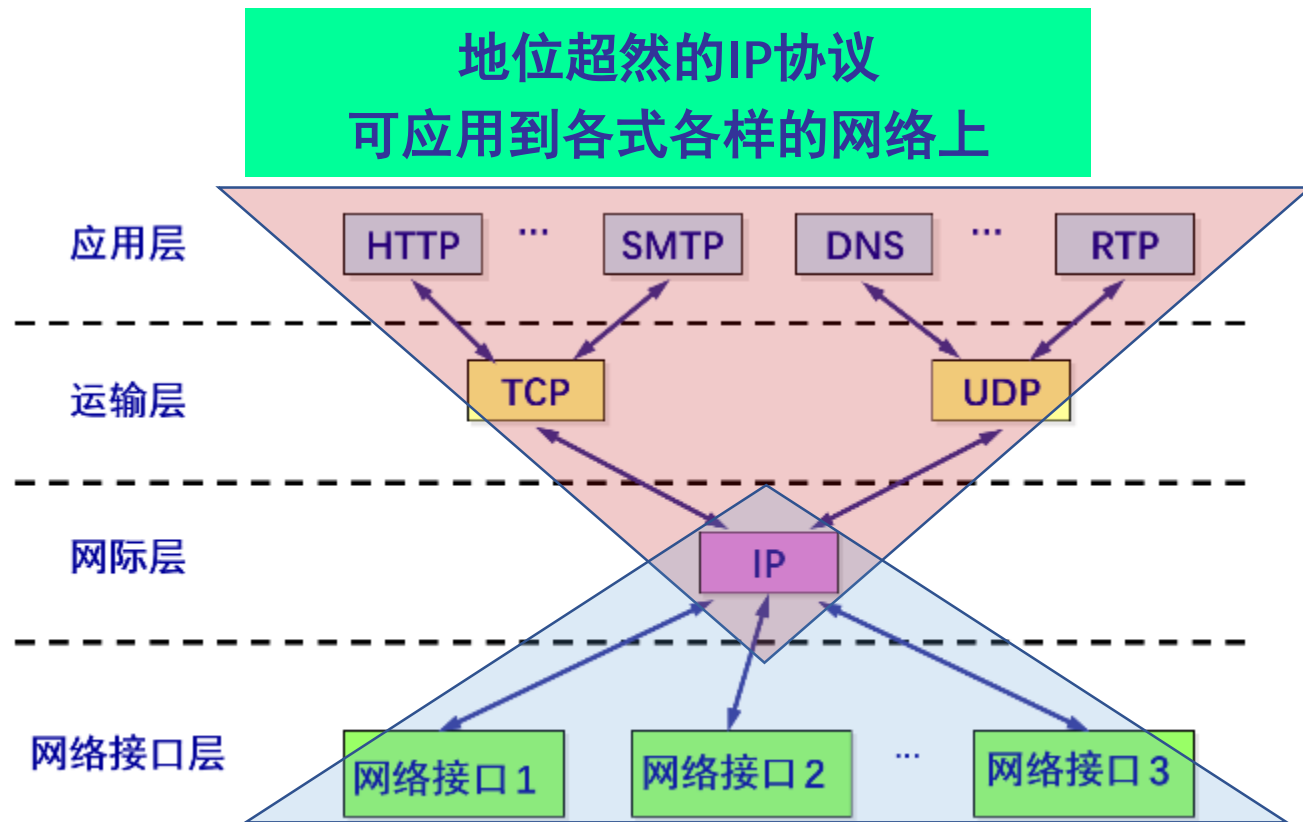 地位超然的IP协议
可应用到各式各样的网络上
应用层 HTTP ... SMTP DNS ... RTP
运输层 TCP UDP
网际层 IP
网络接口层 网络接口1 网络接口2 ... 网络接口3